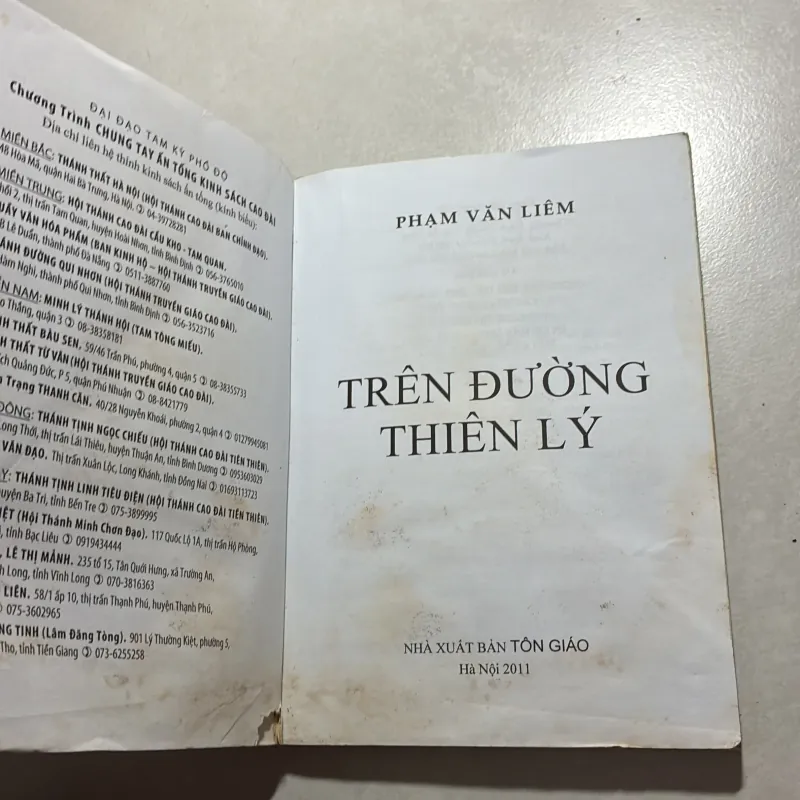 ĐẠI ĐẠO TAM KỲ PHỔ ĐỘ
Chương Trình CHUNG TAY ẤN TỐNG KINH SÁCH CAO ĐÀI
Địa chỉ liên hệ thỉnh kinh sách ấn tống (kính biếu):
MIỀN BẮC: THÁNH THẤT HÀ NỘI (HỘI THÁNH CAO ĐÀI BAN CHỈNH ĐẠO).
48 Hòa Mã, quận Hai Bà Trưng, Hà Nội. ✆ 04-39728281
MIỀN TRUNG: HỘI THÁNH CAO ĐÀI CẦU KHO - TAM QUAN.
khối 2, thị trấn Tam Quan, huyện Hoài Nhơn, tỉnh Bình Định ✆ 056-3765010
QUẦY VĂN HÓA PHẨM (BAN KINH HỘ – HỘI THÁNH TRUYỀN GIÁO CAO ĐÀI).
Lê Duẩn, thành phố Đà Nẵng ✆ 0511-3887760
THÁNH ĐƯỜNG QUI NHƠN (HỘI THÁNH TRUYỀN GIÁO CAO ĐÀI).
Hàm Nghi, thành phố Qui Nhơn, tỉnh Bình Định ✆ 056-3523716
NAM: MINH LÝ THÁNH HỘI (TAM TÔNG MIẾU).
Thắng, quận 3 ✆ 08-38358181
THẤT BÀU SEN. 59/46 Trần Phú, phường 4, quận 5 ✆ 08-38355733
THẤT TỪ VÂN (HỘI THÁNH TRUYỀN GIÁO CAO ĐÀI).
Quảng Đức, P 5, quận Phú Nhuận ✆ 08-8421779
Trạng THANH CĂN. 40/28 Nguyễn Khoái, phường 2, quận 4 ✆ 01279945081
ĐÔNG: THÁNH TỊNH NGỌC CHIẾU (HỘI THÁNH CAO ĐÀI TIÊN THIÊN).
Long Thới, thị trấn Lái Thiêu, huyện Thuận An, tỉnh Bình Dương ✆ 0953603029
VĂN ĐẠO. Thị trấn Xuân Lộc, Long Khánh, tỉnh Đồng Nai ✆ 01693113723
THÁNH TỊNH LINH TIÊU ĐIỆN (HỘI THÁNH CAO ĐÀI TIÊN THIÊN).
huyện Ba Tri, tỉnh Bến Tre ✆ 075-3899995
(Hội Thánh Minh Chơn Đạo). 117 Quốc Lộ 1A, thị trấn Hộ Phòng,
tỉnh Bạc Liêu ✆ 0919434444
LÊ THỊ MẢNH. 235 tổ 15, Tân Quới Hưng, xã Trường An,
Long, tỉnh Vĩnh Long ✆ 070-3816363
LIÊN. 58/1 ấp 10, thị trấn Thạnh Phú, huyện Thạnh Phú,
✆ 075-3602965
TINH (Lâm Đăng Tòng). 901 Lý Thường Kiệt, phường 5,
Tho, tỉnh Tiền Giang ✆ 073-6255258
PHẠM VĂN LIÊM
TRÊN ĐƯỜNG
THIÊN LÝ
NHÀ XUẤT BẢN TÔN GIÁO
Hà Nội 2011